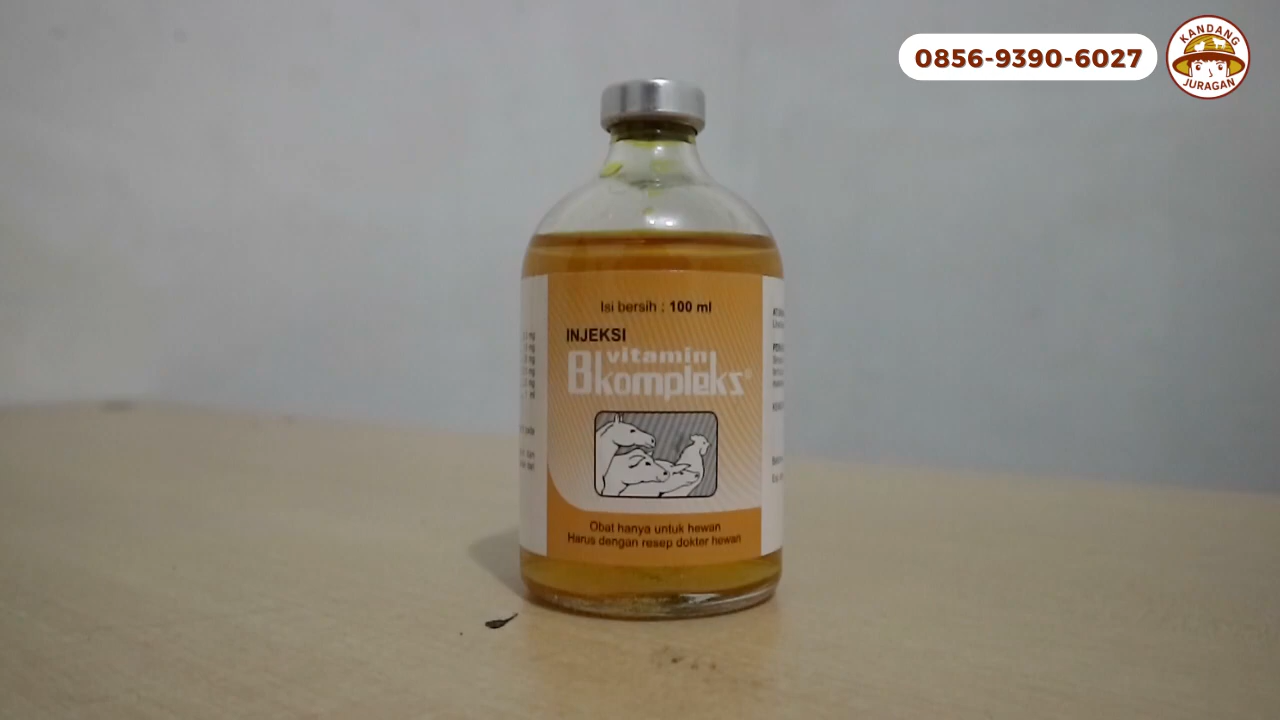 0856-9390-6027
KANDANG
JURAGAN
Isi bersih : 100 ml
INJEKSI
vitamin
Bkompleks®
Obat hanya untuk hewan
Harus dengan resep dokter hewan